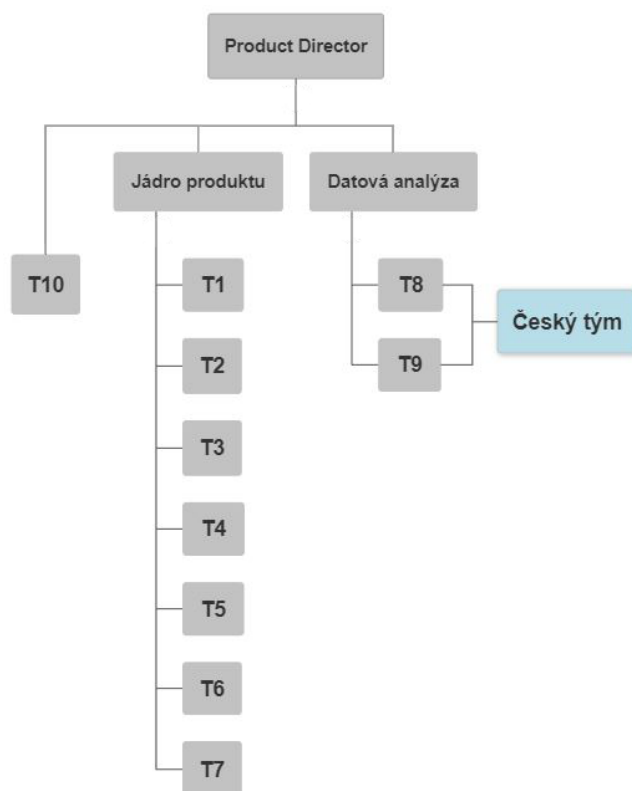 Product Director
Jádro produktu
Datová analýza
T10
T1
T8
Český tým
T2
T9
T3
T4
T5
T6
T7